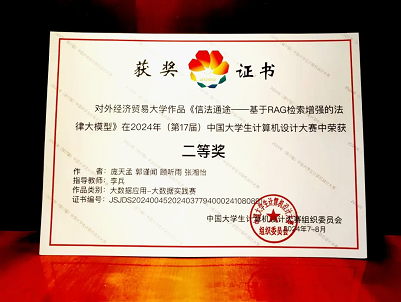 获奖 证书
对外经济贸易大学作品《信法通途——基于RAG检索增强的法
律大模型》在2024年（第17届）中国大学生计算机设计大赛中荣获
二等奖
作 者：庞天孟 郭谨闻 顾昕雨 张湘怡
指导教师：李兵
作品类别：大数据应用-大数据实践赛
中国大学生计算机设计大赛组织委员会
组织委员会
2024年7-8月